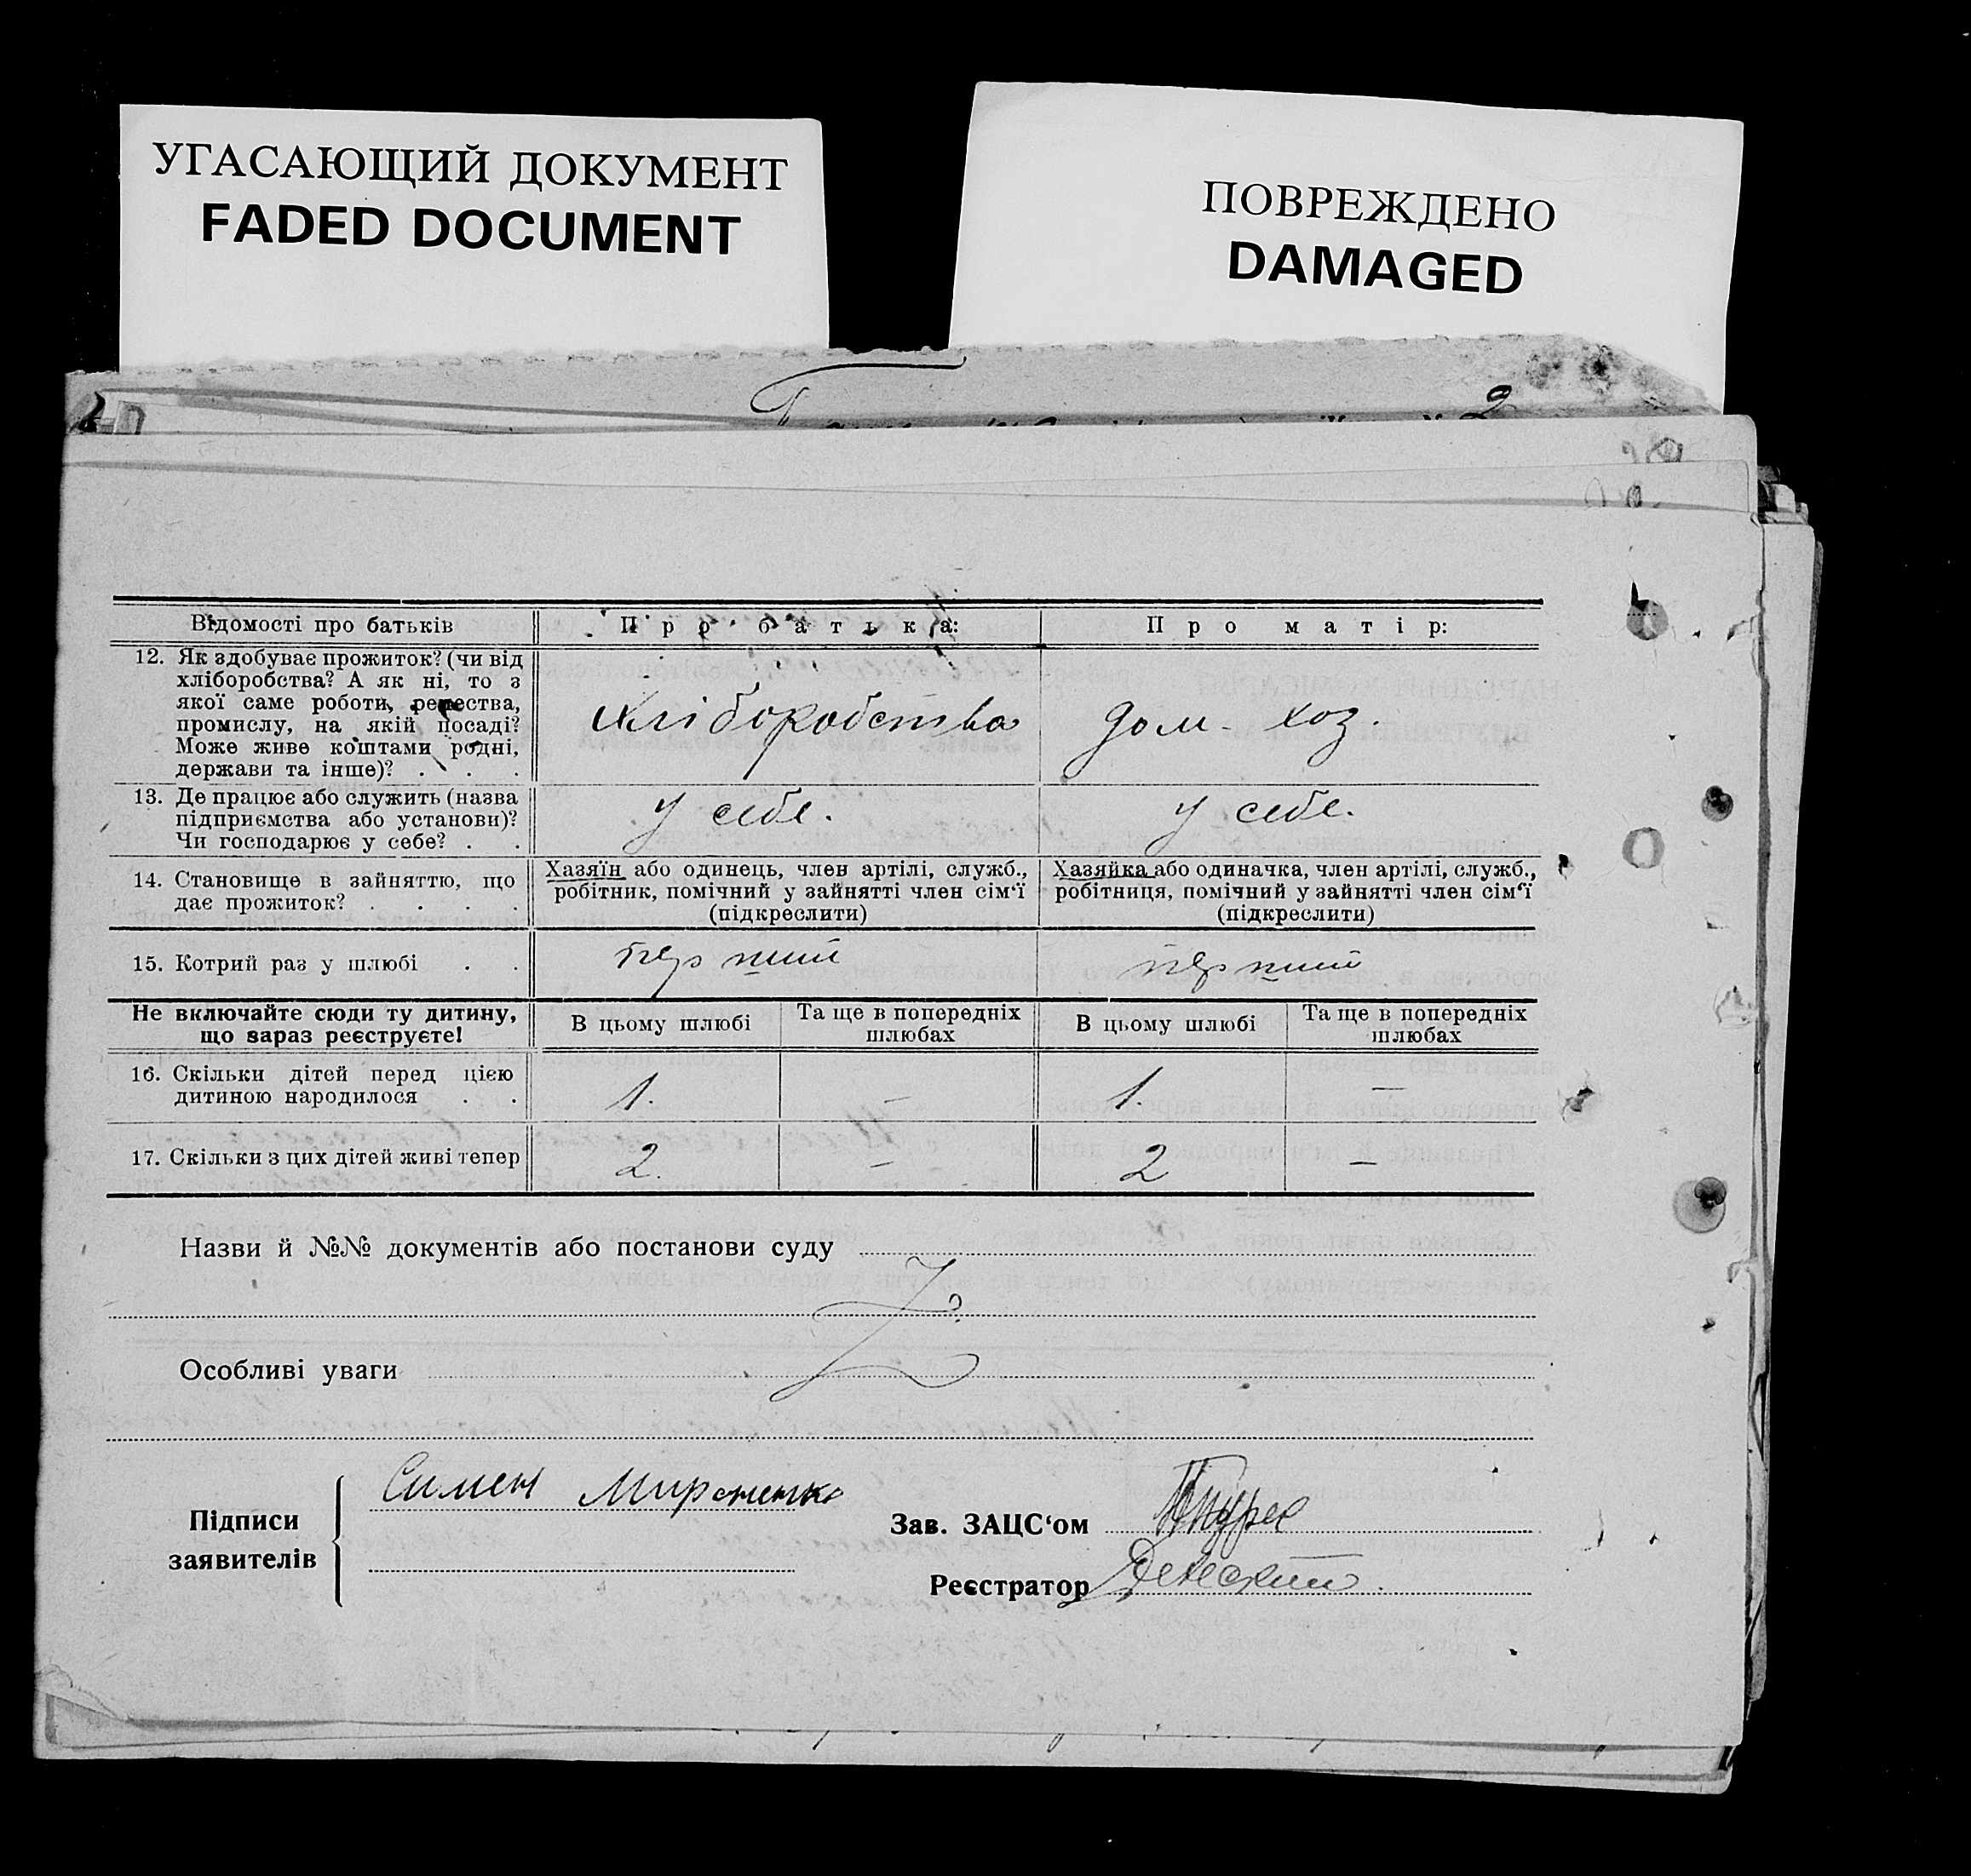 УГАСАЮЩИЙ ДОКУМЕНТ
FADED DOCUMENT
ПОВРЕЖДЕНО
DAMAGED
2
Відомості про батьків
Про батька:
Про матір:
12. Як здобуває прожиток? (чи від
хліборобства? А як ні, то з
якої саме роботи, ремества,
промислу, на якій посаді?
Може живе коштами родні,
держави та інше)? . . .
Хліборобства
дом - хоз.
13. Де працює або служить (назва
підприємства або установи)?
Чи господарює у себе? . .
У себе.
У себе.
14. Становище в зайняттю, що
дає прожиток? . . . .
Хазяїн або одинець, член артілі, служб.,
робітник, помічний у зайнятті член сім‘ї
(підкреслити)
Хазяйка або одиначка, член артілі, служб.,
робітниця, помічний у зайнятті член сім‘ї
(підкреслити)
15. Котрий раз у шлюбі . .
перший
перший
Не включайте сюди ту дитину,
що зараз реєструєте!
В цьому шлюбі
Та ще в попередніх
шлюбах
В цьому шлюбі
Та ще в попередніх
шлюбах
16. Скільки дітей перед цією
дитиною народилося . .
1.
—
1.
—
17. Скільки з цих дітей живі тепер
2.
—
2
—
Назви й №№ документів або постанови суду
Особливі уваги
Підписи
заявителів
Симен Мироненко
Зав. ЗАЦС‘ом
Реєстратор